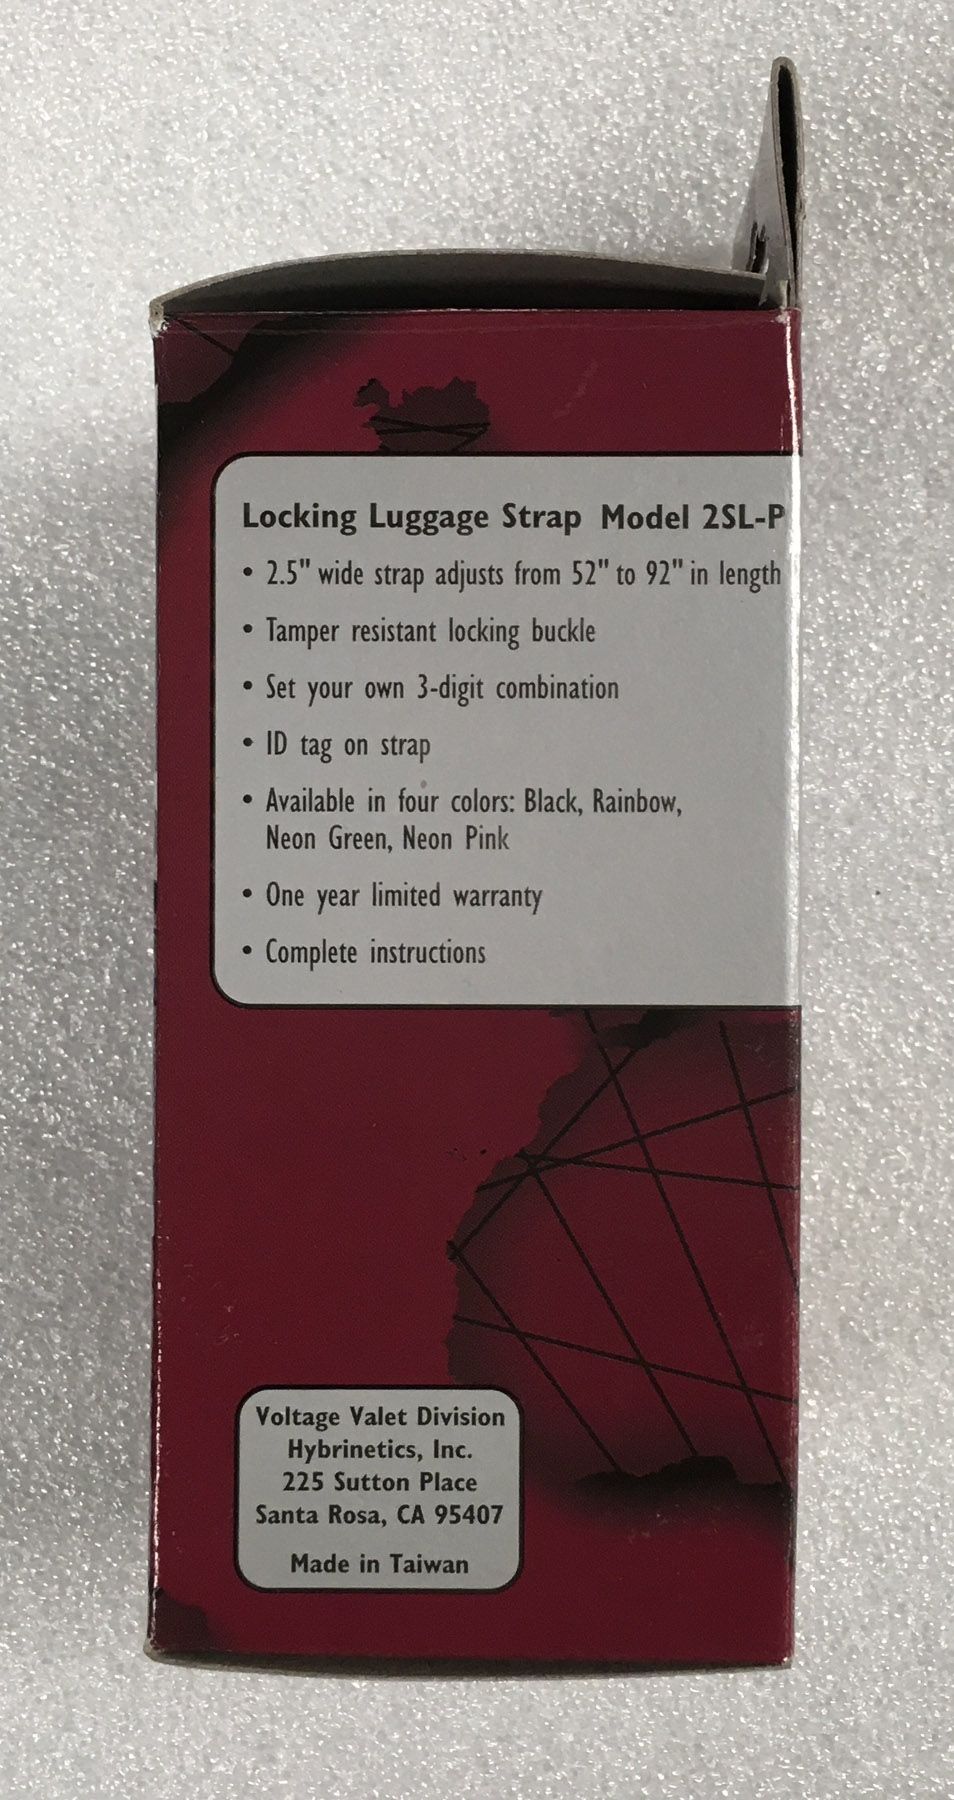 Locking Luggage Strap Model 2SL-P
• 2.5" wide strap adjusts from 52" to 92" in length
• Tamper resistant locking buckle
• Set your own 3-digit combination
• ID tag on strap
• Available in four colors: Black, Rainbow,
Neon Green, Neon Pink
• One year limited warranty
• Complete instructions
Voltage Valet Division
Hybrinetics, Inc.
225 Sutton Place
Santa Rosa, CA 95407
Made in Taiwan